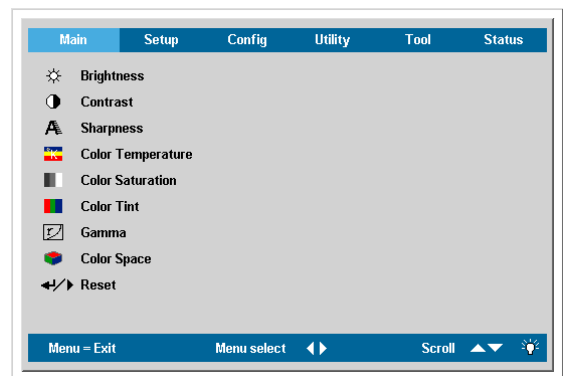 Main Setup Config Utility Tool Status
Brightness
Contrast
Sharpness
Color Temperature
Color Saturation
Color Tint
Gamma
Color Space
Reset
Menu = Exit Menu select Scroll